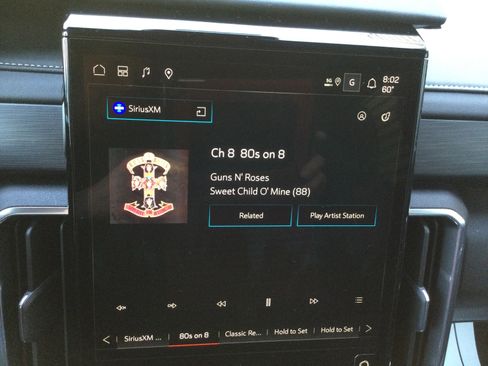 5G
G
8:02
60°
SiriusXM
Ch 8 80s on 8
Guns N' Roses
Sweet Child O' Mine (88)
Related
Play Artist Station
SiriusXM ...
80s on 8
Classic Re...
Hold to Set
Hold to Set